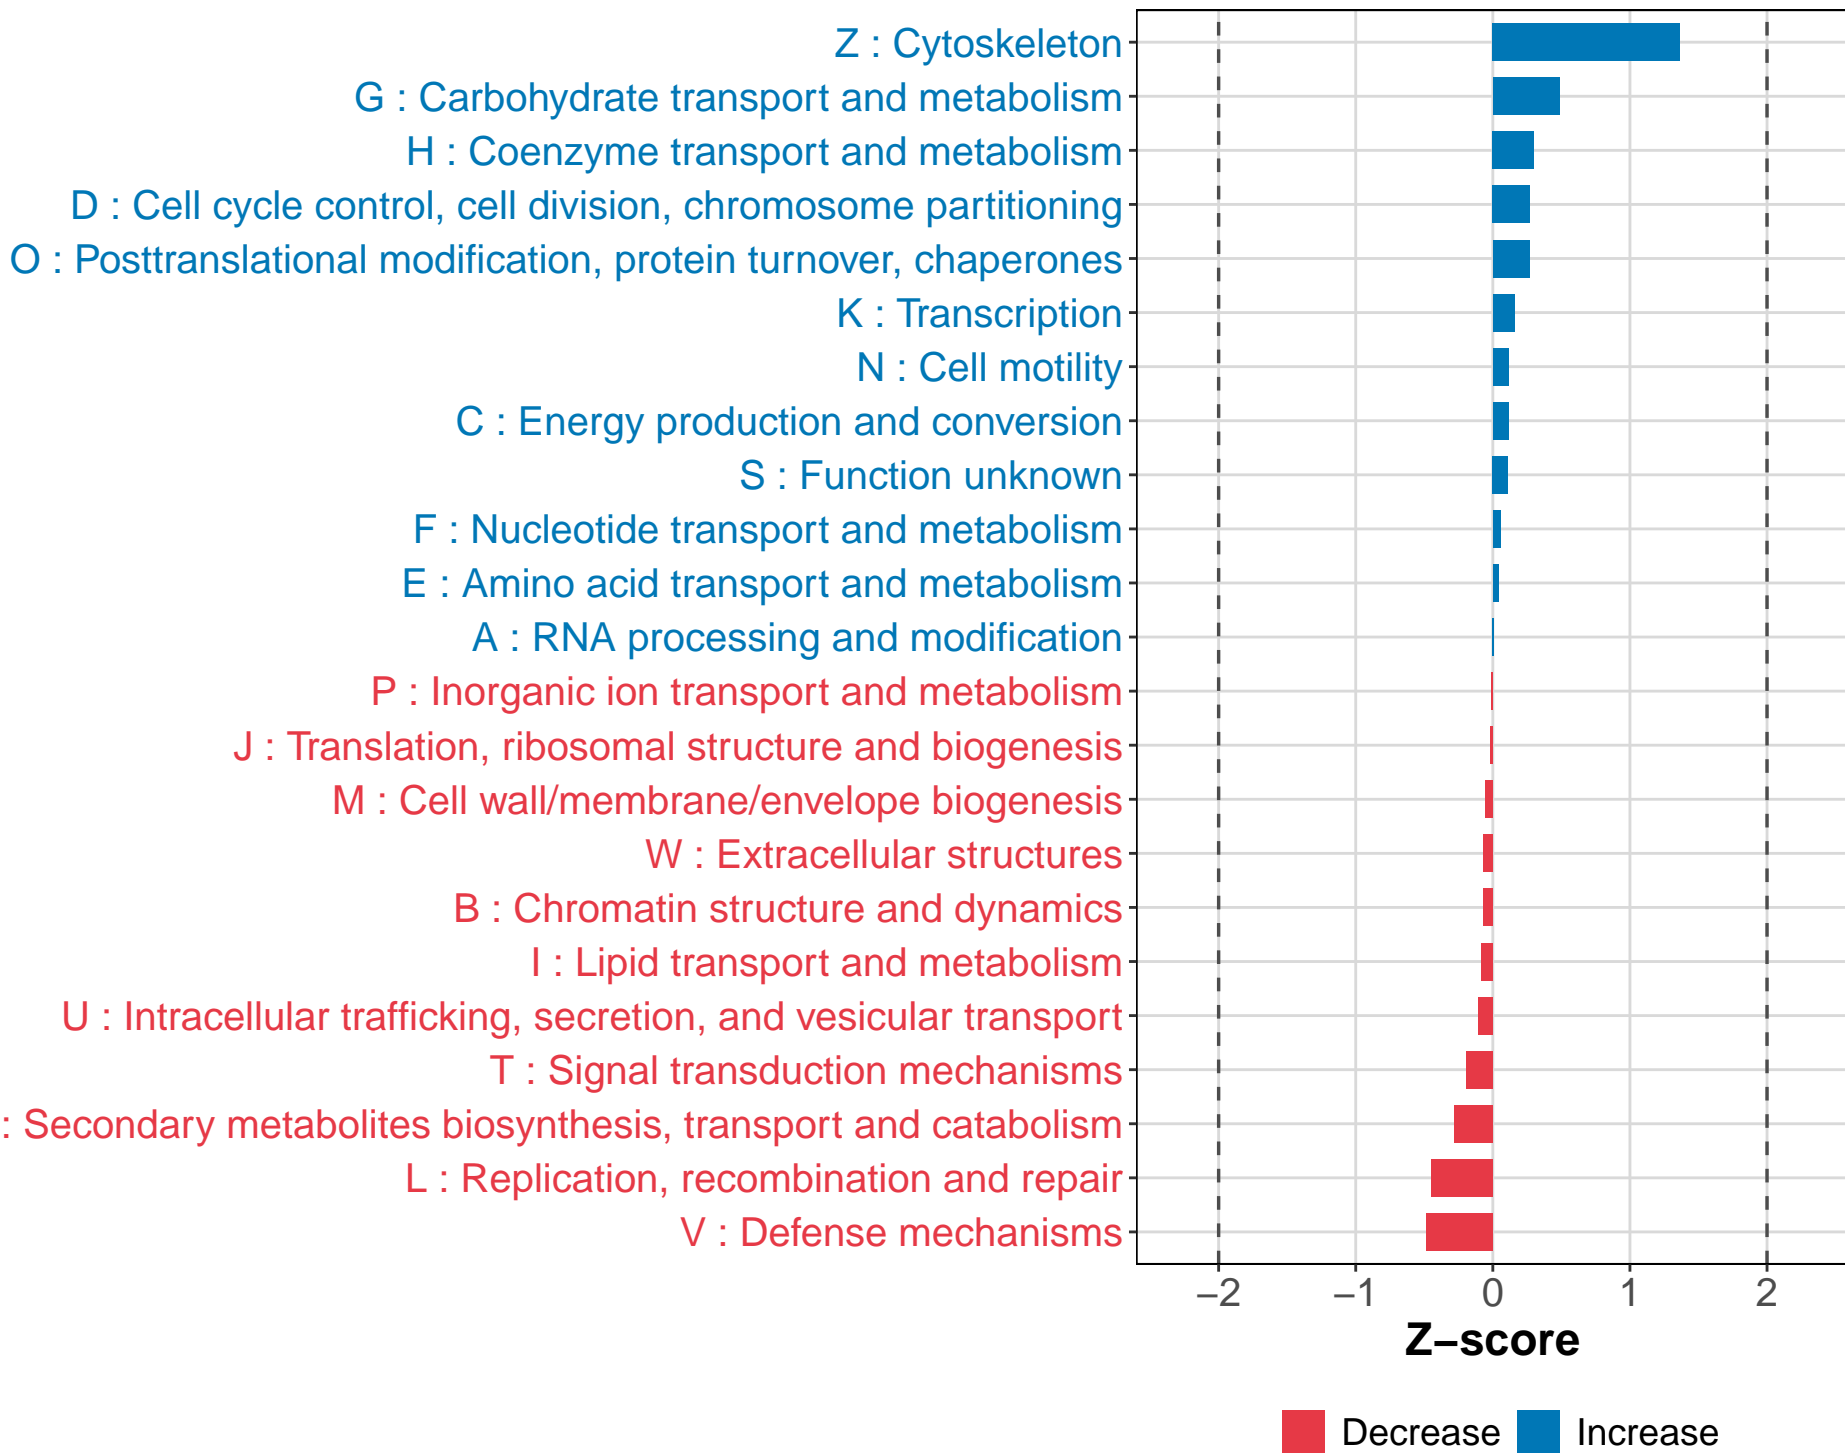 Z : Cytoskeleton
G : Carbohydrate transport and metabolism
H : Coenzyme transport and metabolism
D : Cell cycle control, cell division, chromosome partitioning
O : Posttranslational modification, protein turnover, chaperones
K : Transcription
N : Cell motility
C : Energy production and conversion
S : Function unknown
F : Nucleotide transport and metabolism
E : Amino acid transport and metabolism
A : RNA processing and modification
P : Inorganic ion transport and metabolism
J : Translation, ribosomal structure and biogenesis
M : Cell wall/membrane/envelope biogenesis
W : Extracellular structures
B : Chromatin structure and dynamics
I : Lipid transport and metabolism
U : Intracellular trafficking, secretion, and vesicular transport
T : Signal transduction mechanisms
: Secondary metabolites biosynthesis, transport and catabolism
L : Replication, recombination and repair
V : Defense mechanisms
−2 −1 0 1 2
Z−score
Decrease Increase